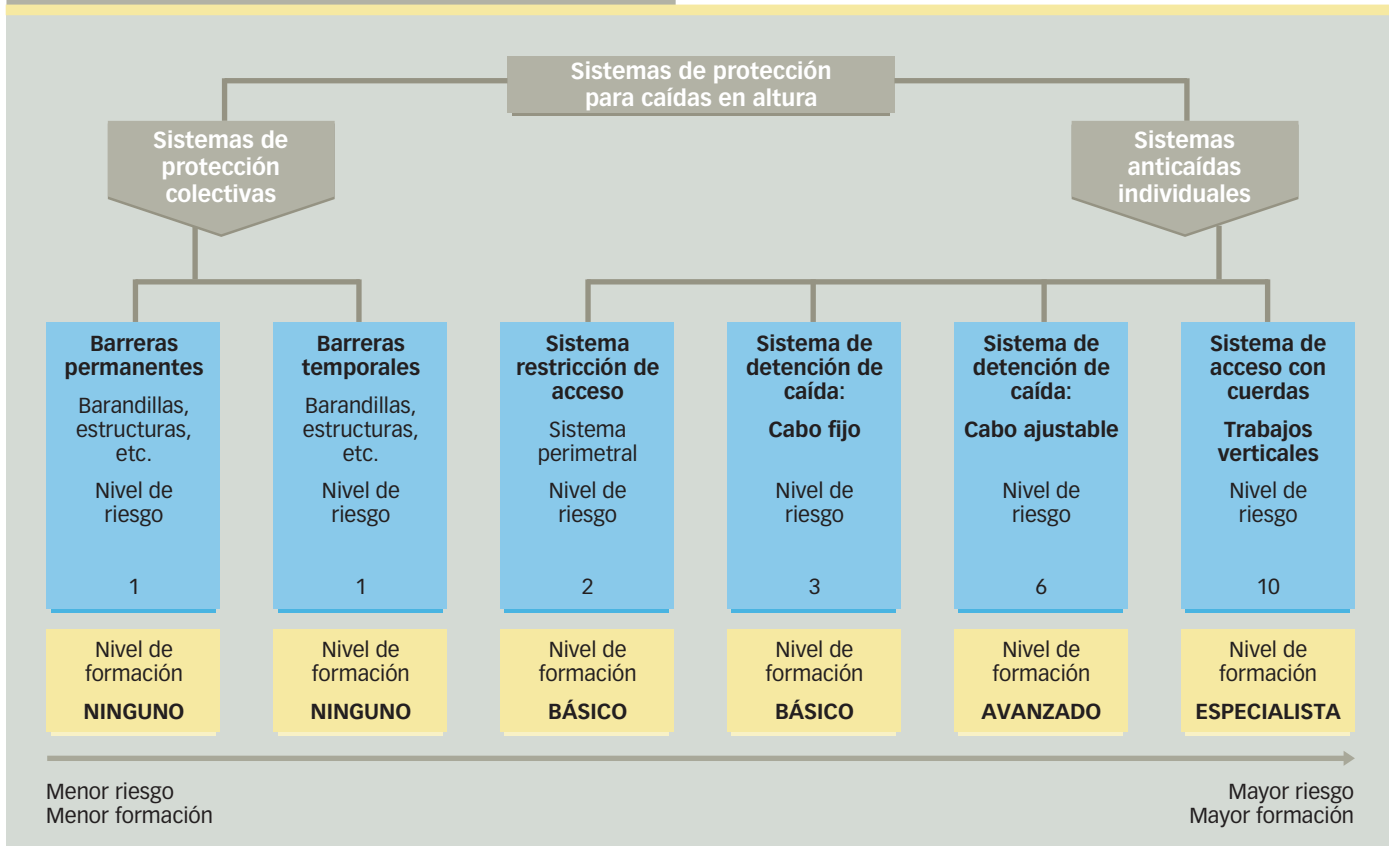 Sistemas de protección
para caídas en altura
Sistemas de
protección
colectivas
Sistemas
anticaídas
individuales
Barreras
permanentes
Barandillas,
estructuras,
etc.
Nivel de
riesgo
1
Nivel de
formación
NINGUNO
Barreras
temporales
Barandillas,
estructuras,
etc.
Nivel de
riesgo
1
Nivel de
formación
NINGUNO
Sistema
restricción de
acceso
Sistema
perimetral
Nivel de
riesgo
2
Nivel de
formación
BÁSICO
Sistema de
detención de
caída:
Cabo fijo
Nivel de
riesgo
3
Nivel de
formación
BÁSICO
Sistema de
detención de
caída:
Cabo ajustable
Nivel de
riesgo
6
Nivel de
formación
AVANZADO
Sistema de
acceso con
cuerdas
Trabajos
verticales
Nivel de
riesgo
10
Nivel de
formación
ESPECIALISTA
Menor riesgo
Menor formación
Mayor riesgo
Mayor formación